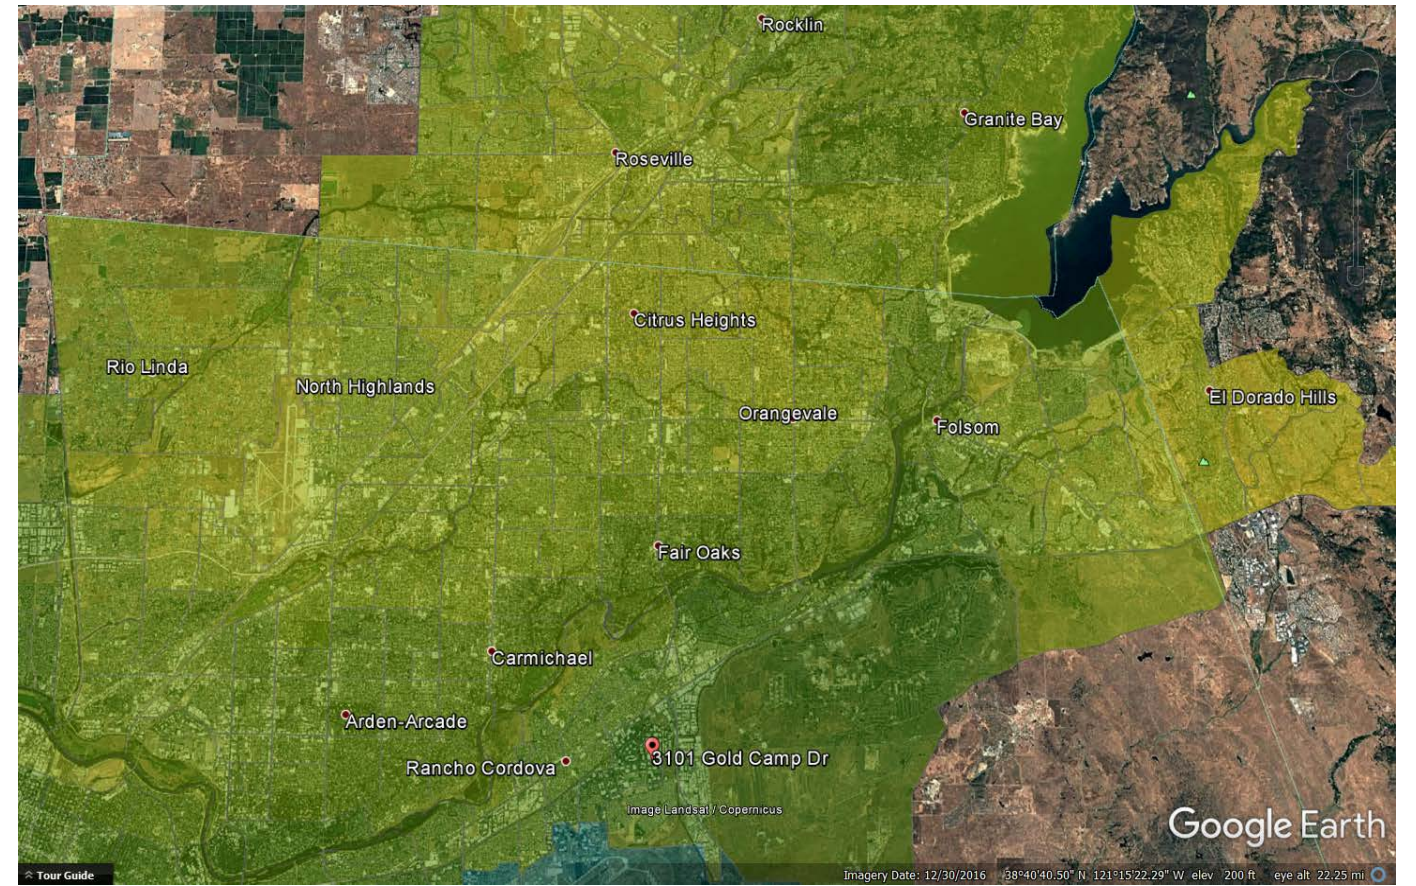 Rocklin
Granite Bay
Roseville
Citrus Heights
Rio Linda
North Highlands
El Dorado Hills
Orangevale
Folsom
Fair Oaks
Carmichael
Arden-Arcade
3101 Gold Camp Dr
Rancho Cordova
Image Landsat / Copernicus
Google Earth
Tour Guide
Imagery Date: 12/30/2016 38°40'40.50" N 121°15'22.29" W elev 200 ft eye alt 22.25 mi